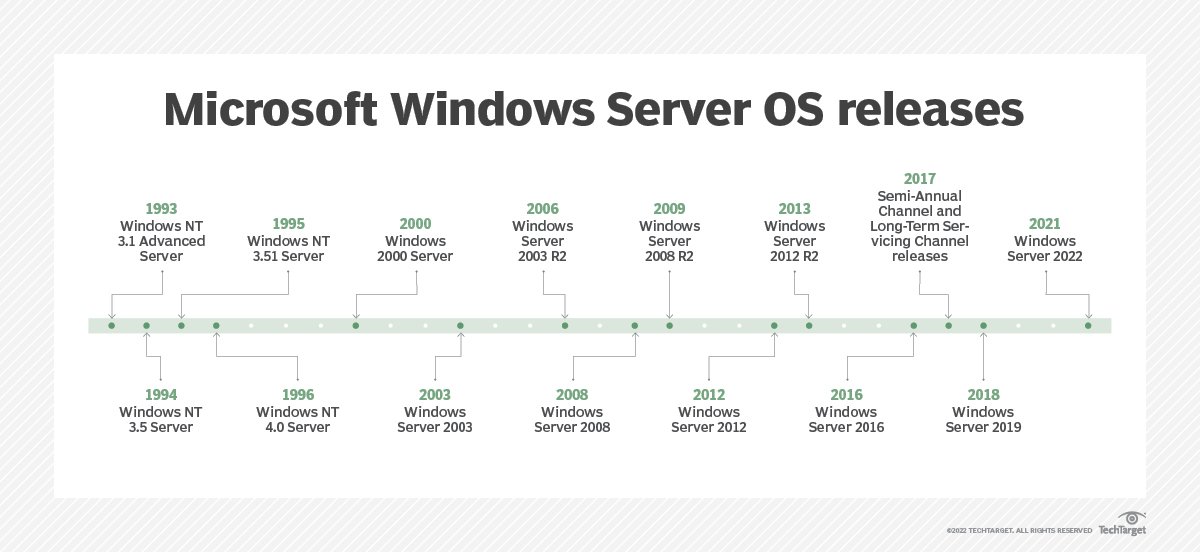 Microsoft Windows Server OS releases
1993
Windows NT
3.1 Advanced
Server
1995
Windows NT
3.51 Server
2000
Windows
2000 Server
2006
Windows
Server
2003 R2
2009
Windows
Server
2008 R2
2013
Windows
Server
2012 R2
2017
Semi-Annual
Channel and
Long-Term Ser-
vicing Channel
releases
2021
Windows
Server 2022
1994
Windows NT
3.5 Server
1996
Windows NT
4.0 Server
2003
Windows
Server 2003
2008
Windows
Server 2008
2012
Windows
Server 2012
2016
Windows
Server 2016
2018
Windows
Server 2019
©2022 TECHTARGET. ALL RIGHTS RESERVED TechTarget